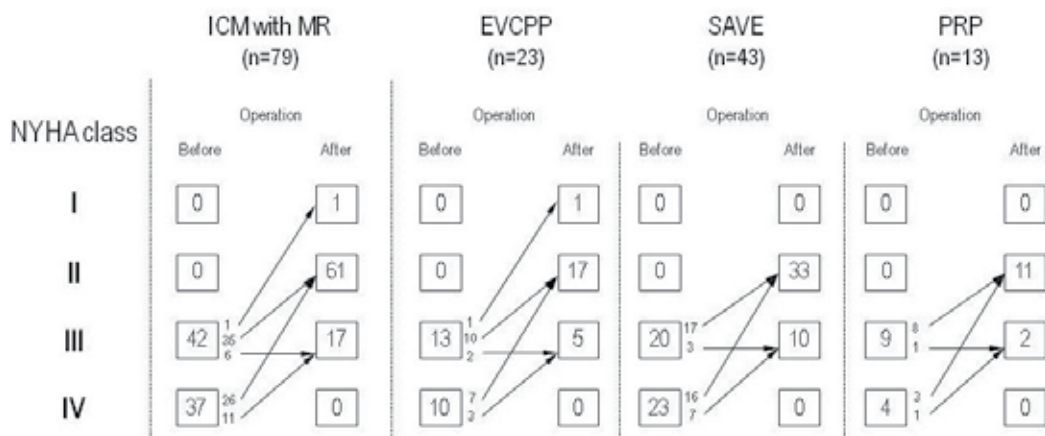 ICM with MR EVCPP SAVE PRP
(n=79) (n=23) (n=43) (n=13)
Operation Operation Operation Operation
NYHA class
Before After Before After Before After Before After
I 0 1 0 1 0 0 0 0
II 0 61 0 17 0 33 0 11
1 1 17 8
III 42 35 17 13 10 5 20 10 9 2
6 2 3 1
26 7 16 3
IV 37 0 10 0 23 0 4 0
11 3 7 1